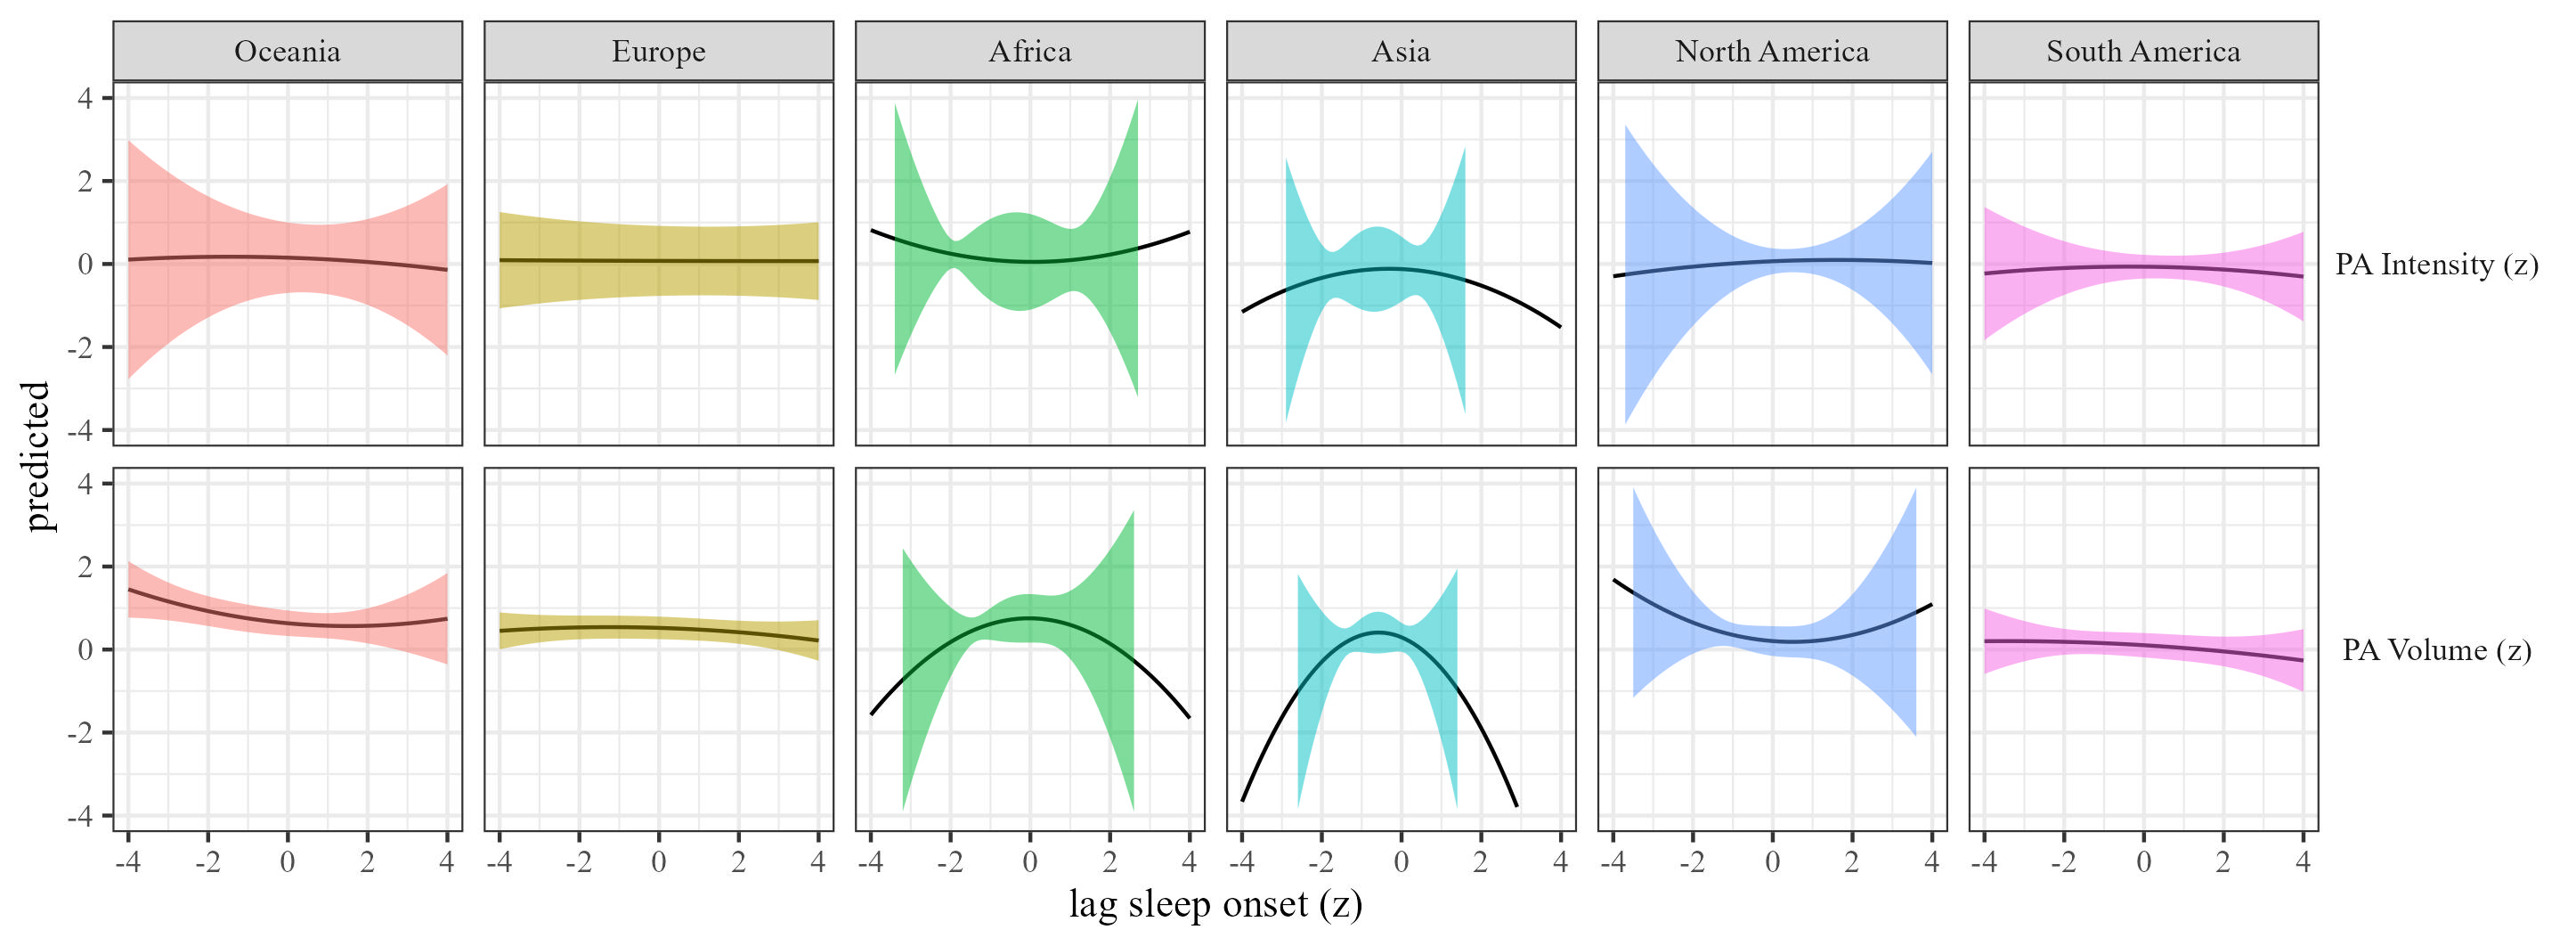 Oceania Europe Africa Asia North America South America
4
2
0
-2
-4
PA Intensity (z)
predicted
4
2
0
-2
-4
PA Volume (z)
-4 -2 0 2 4 -4 -2 0 2 4 -4 -2 0 2 4 -4 -2 0 2 4 -4 -2 0 2 4 -4 -2 0 2 4
lag sleep onset (z)